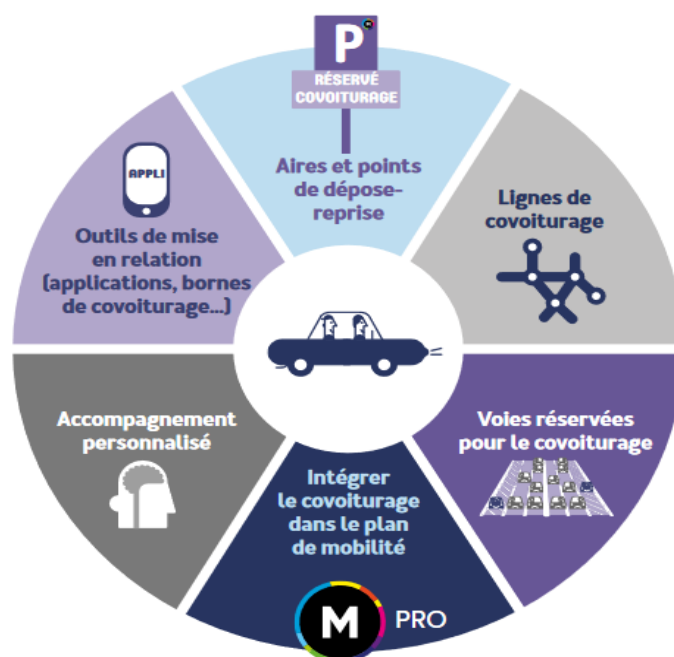 P
RÉSERVÉ
COVOITURAGE
Aires et points
de dépose-
reprise
Lignes de
covoiturage
Voies réservées
pour le covoiturage
Intégrer
le covoiturage
dans le plan
de mobilité
M PRO
Accompagnement
personnalisé
APPLI
Outils de mise
en relation
(applications, bornes
de covoiturage...)